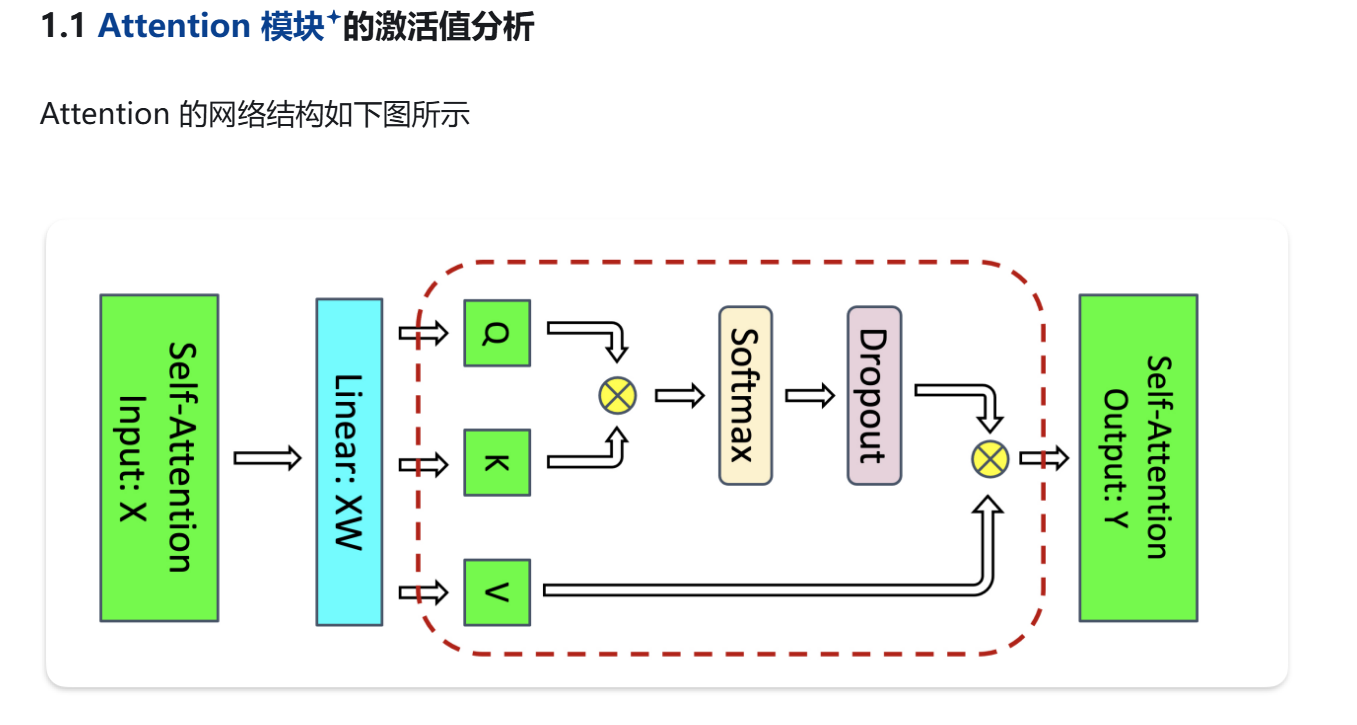 1.1 Attention 模块的激活值分析
Attention 的网络结构如下图所示
Self-Attention
Input: X
Linear: XW
Q
K
V
Softmax
Dropout
Self-Attention
Output: Y